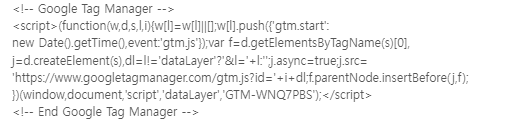 <!-- Google Tag Manager -->
<script>(function(w,d,s,l,i){w[l]=w[l]||[];w[l].push({'gtm.start':
new Date().getTime(),event:'gtm.js'});var f=d.getElementsByTagName(s)[0],
j=d.createElement(s),dl=l!='dataLayer'?'&l='+l:'';j.async=true;j.src=
'https://www.googletagmanager.com/gtm.js?id='+i+dl;f.parentNode.insertBefore(j,f);
})(window,document,'script','dataLayer','GTM-WNQ7PBS');</script>
<!-- End Google Tag Manager -->